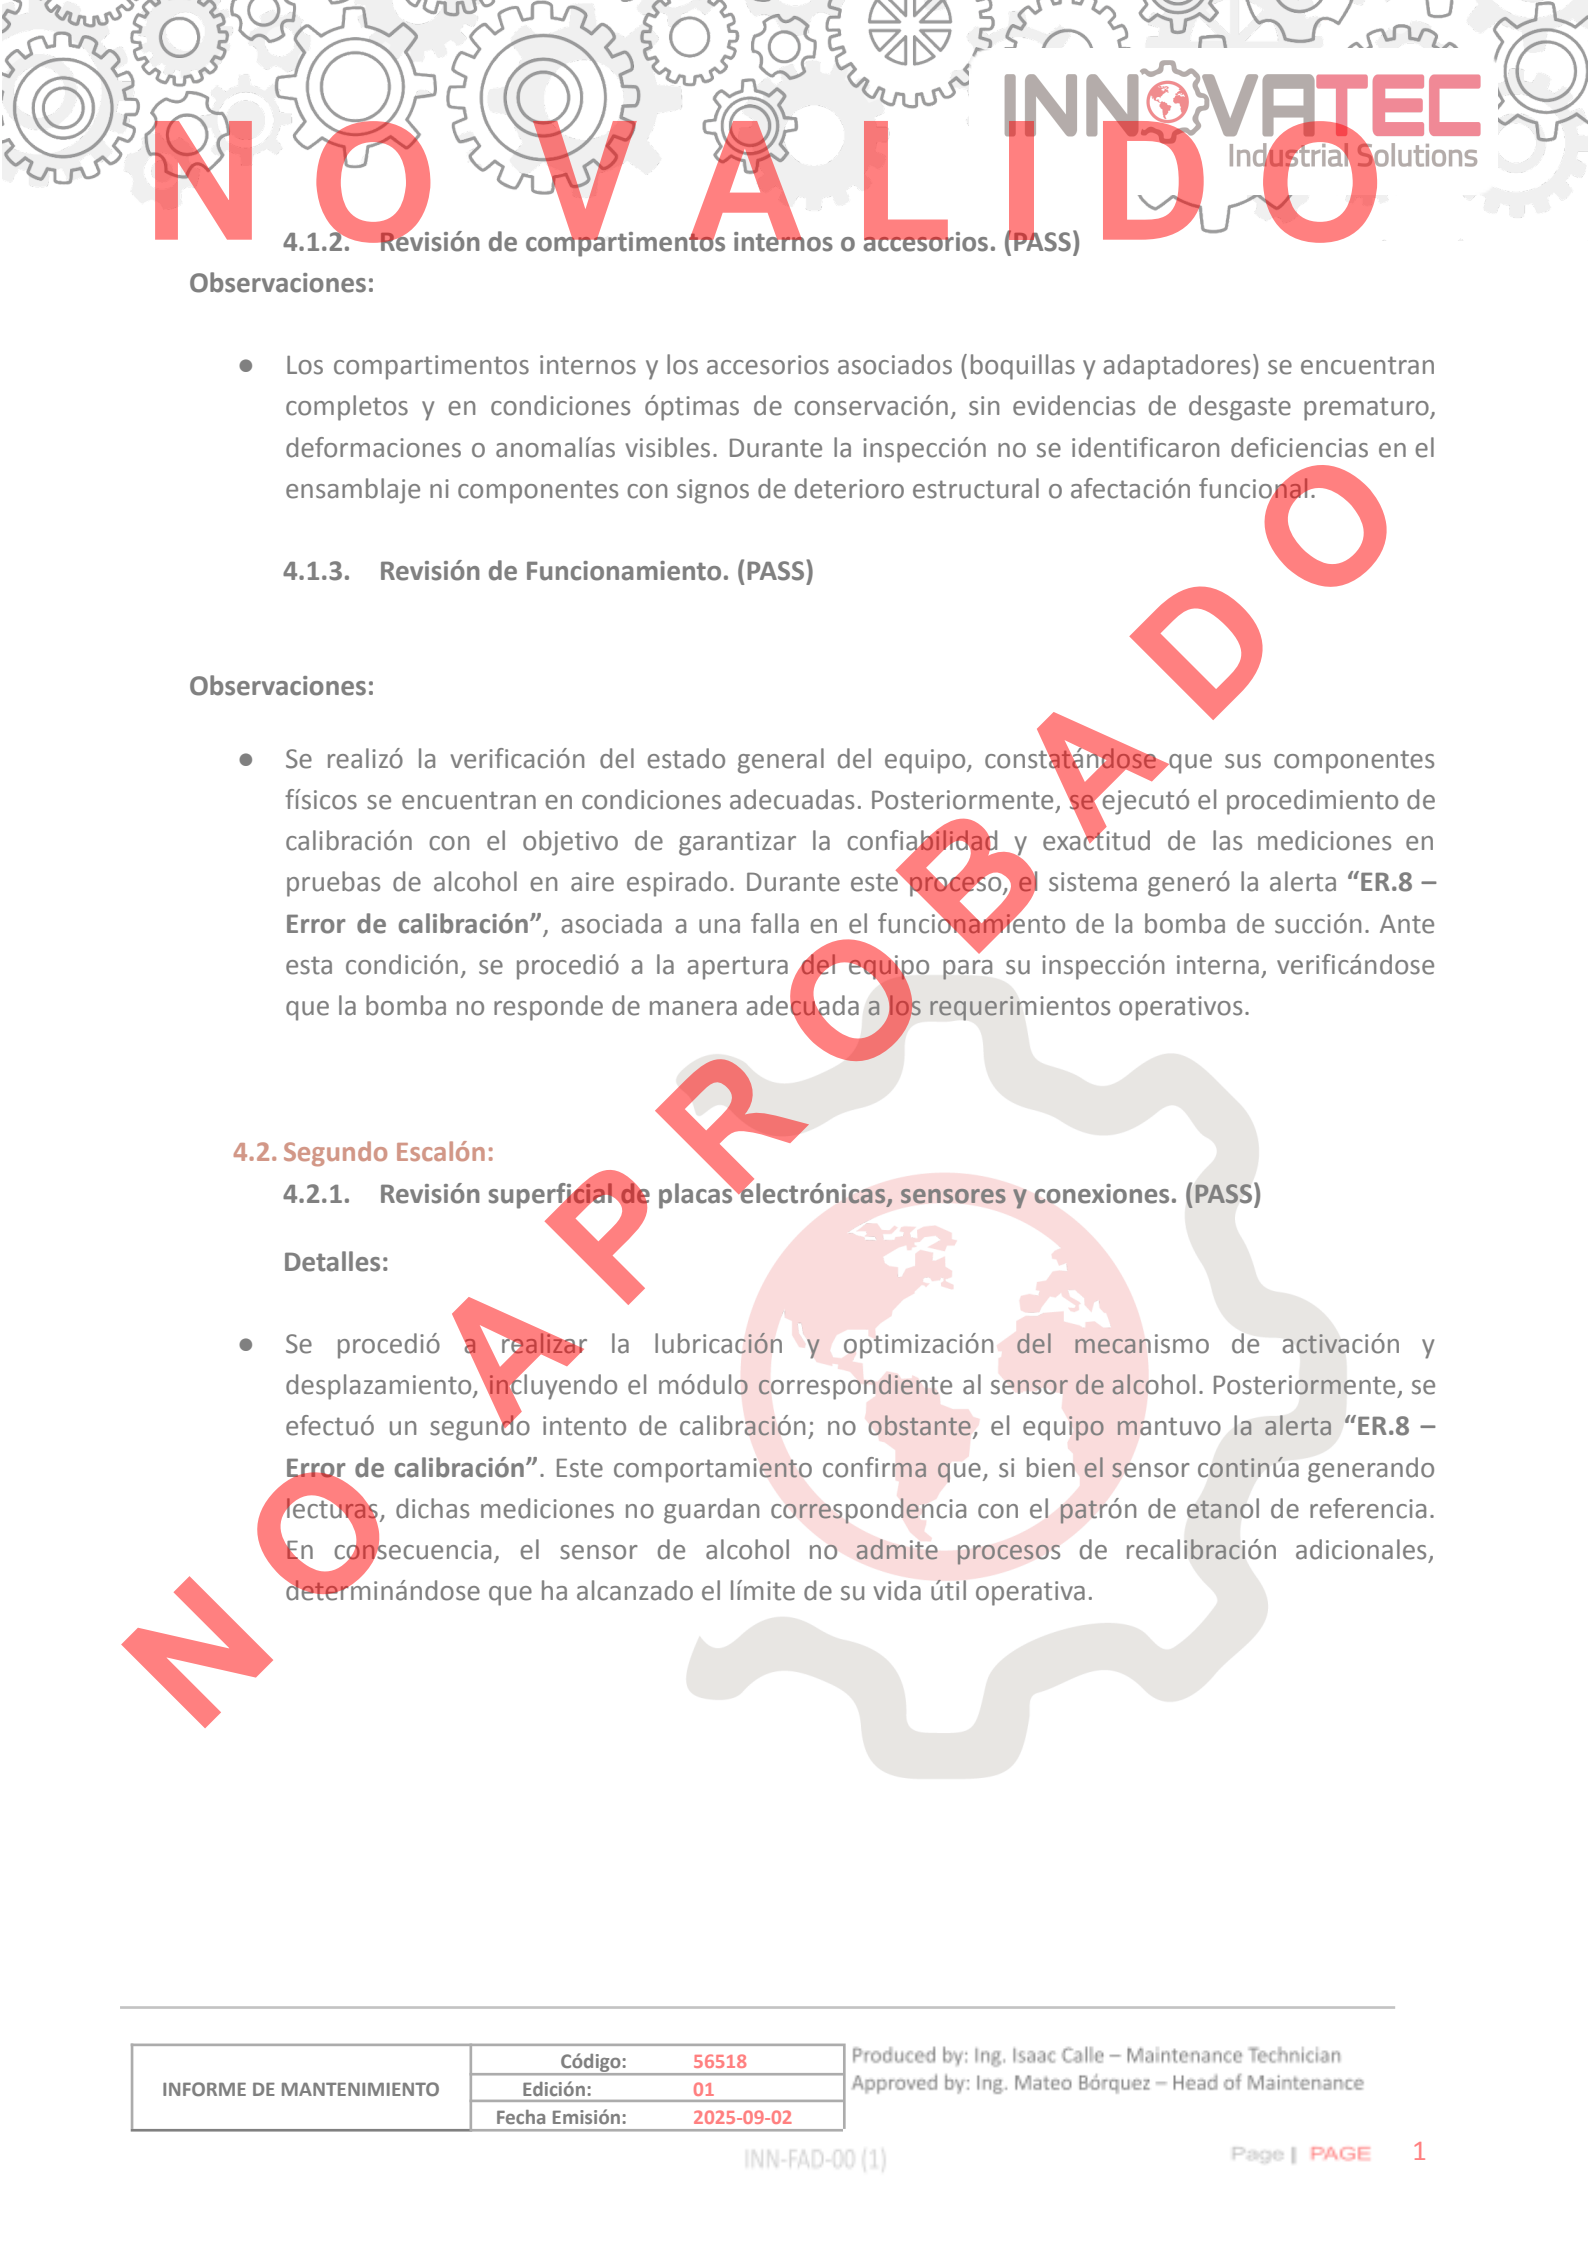 INNOVATEC
Industrial Solutions
NO VALIDO
4.1.2. Revisión de compartimentos internos o accesorios. (PASS)
Observaciones:
● Los compartimentos internos y los accesorios asociados (boquillas y adaptadores) se encuentran
completos y en condiciones óptimas de conservación, sin evidencias de desgaste prematuro,
deformaciones o anomalías visibles. Durante la inspección no se identificaron deficiencias en el
ensamblaje ni componentes con signos de deterioro estructural o afectación funcional.
4.1.3. Revisión de Funcionamiento. (PASS)
Observaciones:
● Se realizó la verificación del estado general del equipo, constatándose que sus componentes
físicos se encuentran en condiciones adecuadas. Posteriormente, se ejecutó el procedimiento de
calibración con el objetivo de garantizar la confiabilidad y exactitud de las mediciones en
pruebas de alcohol en aire espirado. Durante este proceso, el sistema generó la alerta “ER.8 –
Error de calibración”, asociada a una falla en el funcionamiento de la bomba de succión. Ante
esta condición, se procedió a la apertura del equipo para su inspección interna, verificándose
que la bomba no responde de manera adecuada a los requerimientos operativos.
NO APROBADO
4.2. Segundo Escalón:
4.2.1. Revisión superficial de placas electrónicas, sensores y conexiones. (PASS)
Detalles:
● Se procedió a realizar la lubricación y optimización del mecanismo de activación y
desplazamiento, incluyendo el módulo correspondiente al sensor de alcohol. Posteriormente, se
efectuó un segundo intento de calibración; no obstante, el equipo mantuvo la alerta “ER.8 –
Error de calibración”. Este comportamiento confirma que, si bien el sensor continúa generando
lecturas, dichas mediciones no guardan correspondencia con el patrón de etanol de referencia.
En consecuencia, el sensor de alcohol no admite procesos de recalibración adicionales,
determinándose que ha alcanzado el límite de su vida útil operativa.
INFORME DE MANTENIMIENTO
Código: 56518
Edición: 01
Fecha Emisión: 2025-09-02
Produced by: Ing. Isaac Calle – Maintenance Technician
Approved by: Ing. Mateo Bórquez – Head of Maintenance
INN-FAD-00 (1)
Page | PAGE 1